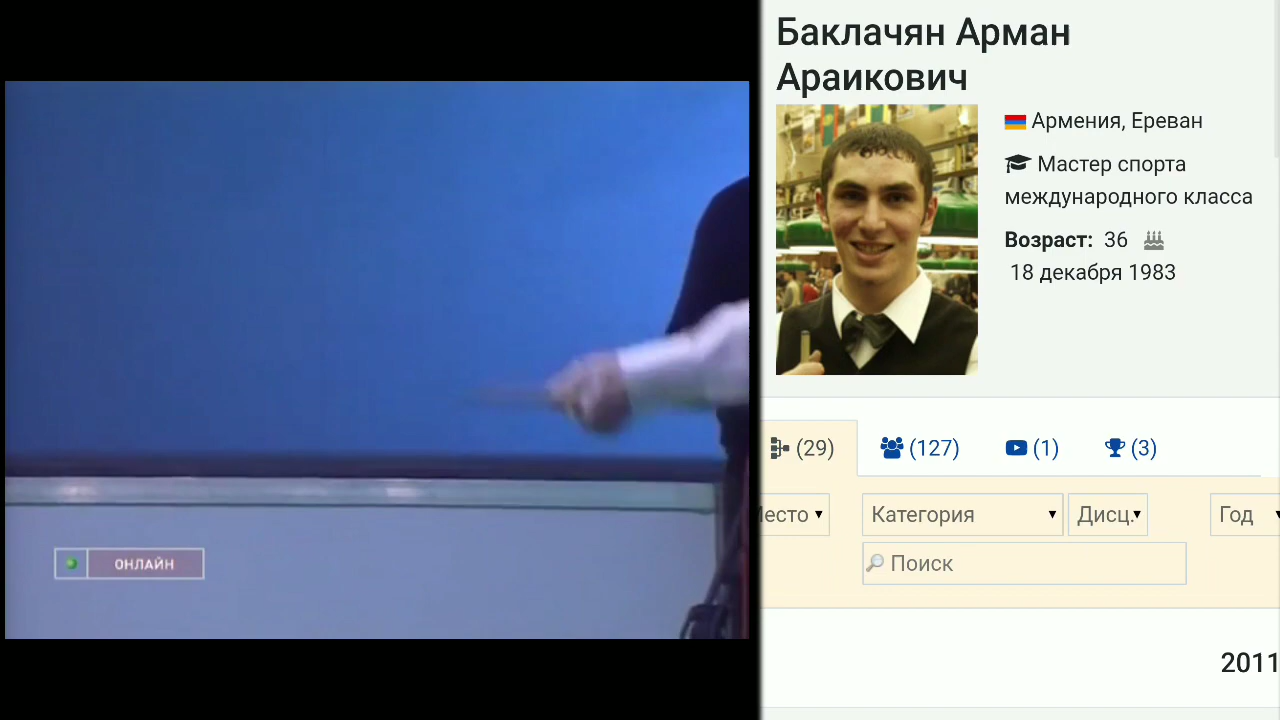 Баклачян Арман
Араикович
Армения, Ереван
Мастер спорта
международного класса
Возраст: 36
18 декабря 1983
(29)
(127)
(1)
(3)
Категория
Дисц.
Год
Поиск
2011
ОНЛАЙН